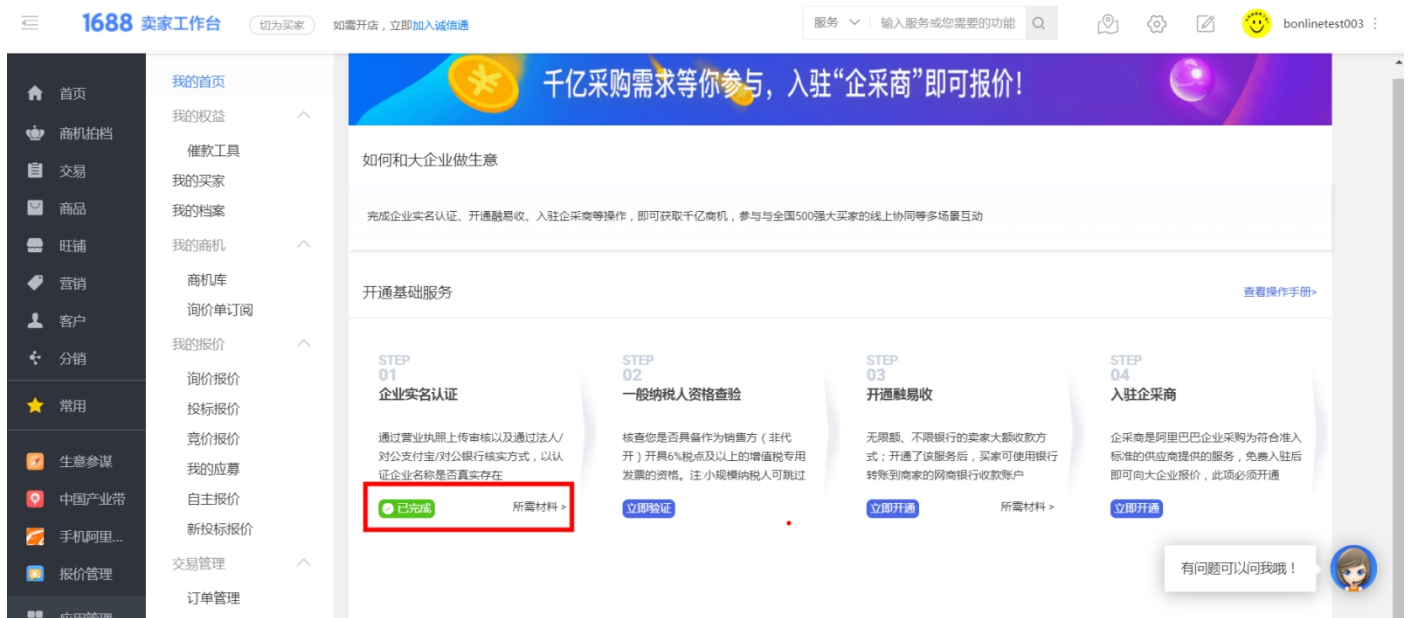 1688 卖家工作台
切为买家
如需开店，立即加入诚信通
服务
输入服务或您需要的功能
bonlinetest003
首页
商机拍档
交易
商品
旺铺
营销
客户
分销
常用
生意参谋
中国产业带
手机阿里...
报价管理
应用管理
我的首页
我的权益
催款工具
我的买家
我的档案
我的商机
商机库
询价单订阅
我的报价
询价报价
投标报价
竞价报价
我的应募
自主报价
新投标报价
交易管理
订单管理
千亿采购需求等你参与，入驻“企采商”即可报价！
如何和大企业做生意
完成企业实名认证、开通融易收、入驻企采商等操作，即可获取千亿商机，参与与全国500强大买家的线上协同等多场景互动
开通基础服务
查看操作手册>
STEP
01
企业实名认证
通过营业执照上传审核以及通过法人/
对公支付宝/对公银行核实方式，以认
证企业名称是否真实存在
已完成
所需材料 >
STEP
02
一般纳税人资格查验
核查您是否具备作为销售方（非代
开）开具6%税点及以上的增值税专用
发票的资格。注:小规模纳税人可跳过
立即验证
STEP
03
开通融易收
无限额、不限银行的卖家大额收款方
式；开通了该服务后，买家可使用银行
转账到商家的网商银行收款账户
立即开通
所需材料 >
STEP
04
入驻企采商
企采商是阿里巴巴企业采购为符合准入
标准的供应商提供的服务，免费入驻后
即可向大企业报价，此项必须开通
立即开通
有问题可以问我哦！